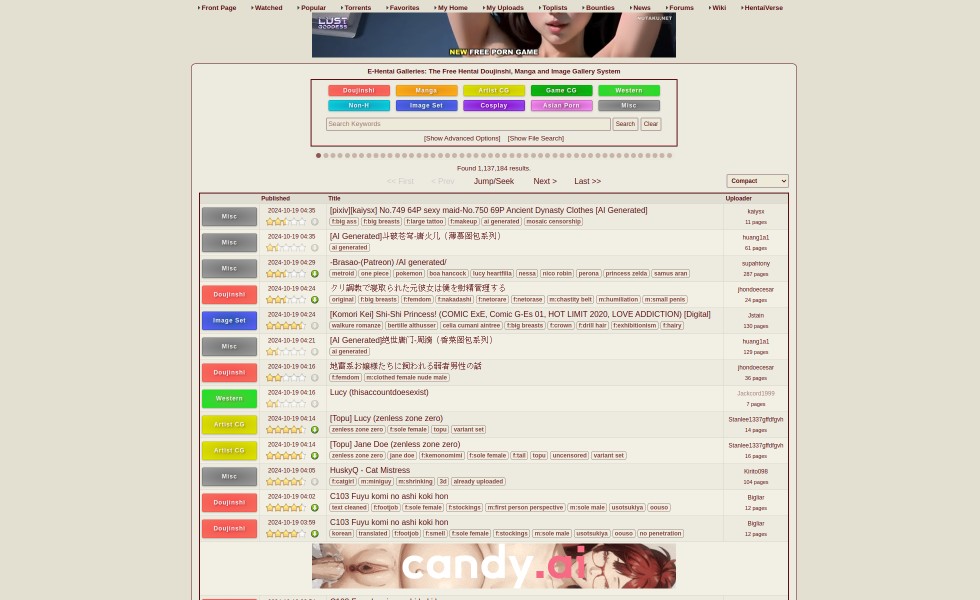 Front Page Watched Popular Torrents Favorites My Home My Uploads Toplists Bounties News Forums Wiki HentaiVerse
LUST
GODDESS
NUTAKU.NET
NEW FREE PORN GAME
E-Hentai Galleries: The Free Hentai Doujinshi, Manga and Image Gallery System
Doujinshi Manga Artist CG Game CG Western
Non-H Image Set Cosplay Asian Porn Misc
Search Keywords Search Clear
[Show Advanced Options] [Show File Search]
Found 1,137,184 results.
<< First < Prev Jump/Seek Next > Last >> Compact
Published Title Uploader
Misc 2024-10-19 04:35 [pixiv][kaiysx] No.749 64P sexy maid-No.750 69P Ancient Dynasty Clothes [AI Generated] kaiysx
f:big ass f:big breasts f:large tattoo f:makeup ai generated mosaic censorship 11 pages
Misc 2024-10-19 04:35 [AI Generated]斗破苍穹-唐火儿（薄慕图包系列） huang1a1
ai generated 61 pages
Misc 2024-10-19 04:29 -Brasao-(Patreon) /AI generated/ supahtony
metroid one piece pokemon boa hancock lucy heartfilia nessa nico robin perona princess zelda samus aran 287 pages
Doujinshi 2024-10-19 04:24 クリ調教で寝取られた元彼女は僕を射精管理する jhondoecesar
original f:big breasts f:femdom f:nakadashi f:netorare f:netorase m:chastity belt m:humiliation m:small penis 24 pages
Image Set 2024-10-19 04:24 [Komori Kei] Shi-Shi Princess! (COMIC ExE, Comic G-Es 01, HOT LIMIT 2020, LOVE ADDICTION) [Digital] Jstain
walkure romanze bertille althusser celia cumani aintree f:big breasts f:crown f:drill hair f:exhibitionism f:hairy 130 pages
Misc 2024-10-19 04:21 [AI Generated]绝世唐门-周漪（香菜图包系列） huang1a1
ai generated 129 pages
Doujinshi 2024-10-19 04:16 地雷系お嬢様たちに飼われる弱者男性の話 jhondoecesar
f:femdom m:clothed female nude male 36 pages
Western 2024-10-19 04:16 Lucy (thisaccountdoesexist) Jackcord1999
7 pages
Artist CG 2024-10-19 04:14 [Topu] Lucy (zenless zone zero) Stanlee1337gffdfgvh
zenless zone zero f:sole female topu variant set 14 pages
Artist CG 2024-10-19 04:14 [Topu] Jane Doe (zenless zone zero) Stanlee1337gffdfgvh
zenless zone zero jane doe f:kemonomimi f:sole female f:tail topu uncensored variant set 16 pages
Misc 2024-10-19 04:05 HuskyQ - Cat Mistress Kirito098
f:catgirl m:miniguy m:shrinking 3d already uploaded 104 pages
Doujinshi 2024-10-19 04:02 C103 Fuyu komi no ashi koki hon Bigliar
text cleaned f:footjob f:sole female f:stockings m:first person perspective m:sole male usotsukiya oouso 12 pages
Doujinshi 2024-10-19 03:59 C103 Fuyu komi no ashi koki hon Bigliar
korean translated f:footjob f:smell f:sole female f:stockings m:sole male usotsukiya oouso no penetration 12 pages
candy.ai